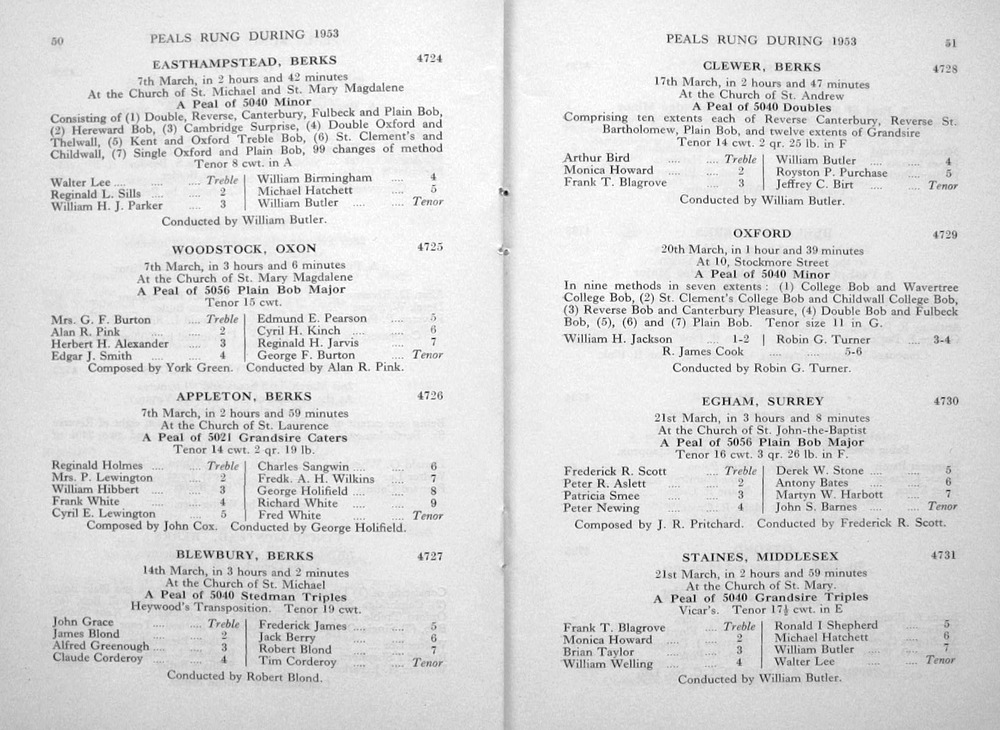 50
PEALS RUNG DURING 1953
EASTHAMPSTEAD, BERKS 4724
7th March, in 2 hours and 42 minutes
At the Church of St. Michael and St. Mary Magdalene
A Peal of 5040 Minor
Consisting of (1) Double, Reverse, Canterbury, Fulbeck and Plain Bob,
(2) Hereward Bob, (3) Cambridge Surprise, (4) Double Oxford and
Thelwall, (5) Kent and Oxford Treble Bob, (6) St. Clement's and
Childwall, (7) Single Oxford and Plain Bob, 99 changes of method
Tenor 8 cwt. in A
Walter Lee .... .... Treble | William Birmingham .... 4
Reginald L. Sills .... 2 | Michael Hatchett .... 5
William H. J. Parker .... 3 | William Butler .... .... Tenor
Conducted by William Butler.
WOODSTOCK, OXON 4725
7th March, in 3 hours and 6 minutes
At the Church of St. Mary Magdalene
A Peal of 5056 Plain Bob Major
Tenor 15 cwt.
Mrs. G. F. Burton .... Treble | Edmund E. Pearson .... 5
Alan R. Pink .... .... 2 | Cyril H. Kinch .... .... 6
Herbert H. Alexander .... 3 | Reginald H. Jarvis .... 7
Edgar J. Smith .... .... 4 | George F. Burton .... Tenor
Composed by York Green. Conducted by Alan R. Pink.
APPLETON, BERKS 4726
7th March, in 2 hours and 59 minutes
At the Church of St. Laurence
A Peal of 5021 Grandsire Caters
Tenor 14 cwt. 2 qr. 19 lb.
Reginald Holmes .... .... Treble | Charles Sangwin .... .... 6
Mrs. P. Lewington .... 2 | Fredk. A. H. Wilkins .... 7
William Hibbert .... .... 3 | George Holifield .... .... 8
Frank White .... .... 4 | Richard White .... .... 9
Cyril E. Lewington .... 5 | Fred White .... .... Tenor
Composed by John Cox. Conducted by George Holifield.
BLEWBURY, BERKS 4727
14th March, in 3 hours and 2 minutes
At the Church of St. Michael
A Peal of 5040 Stedman Triples
Heywood's Transposition. Tenor 19 cwt.
John Grace .... .... Treble | Frederick James .... .... 5
James Blond .... .... 2 | Jack Berry .... .... 6
Alfred Greenough .... .... 3 | Robert Blond .... .... 7
Claude Corderoy .... .... 4 | Tim Corderoy .... .... Tenor
Conducted by Robert Blond.
PEALS RUNG DURING 1953
51
CLEWER, BERKS 4728
17th March, in 2 hours and 47 minutes
At the Church of St. Andrew
A Peal of 5040 Doubles
Comprising ten extents each of Reverse Canterbury, Reverse St.
Bartholomew, Plain Bob, and twelve extents of Grandsire
Tenor 14 cwt. 2 qr. 25 lb. in F
Arthur Bird .... .... Treble | William Butler .... .... 4
Monica Howard .... .... 2 | Royston P. Purchase .... 5
Frank T. Blagrove .... 3 | Jeffrey C. Birt .... .... Tenor
Conducted by William Butler.
OXFORD 4729
20th March, in 1 hour and 39 minutes
At 10, Stockmore Street
A Peal of 5040 Minor
In nine methods in seven extents : (1) College Bob and Wavertree
College Bob, (2) St. Clement's College Bob and Childwall College Bob,
(3) Reverse Bob and Canterbury Pleasure, (4) Double Bob and Fulbeck
Bob, (5), (6) and (7) Plain Bob. Tenor size 11 in G.
William H. Jackson .... 1-2 | Robin G. Turner .... 3-4
R. James Cook .... .... 5-6
Conducted by Robin G. Turner.
EGHAM, SURREY 4730
21st March, in 3 hours and 8 minutes
At the Church of St. John-the-Baptist
A Peal of 5056 Plain Bob Major
Tenor 16 cwt. 3 qr. 26 lb. in F.
Frederick R. Scott .... Treble | Derek W. Stone .... .... 5
Peter R. Aslett .... .... 2 | Antony Bates .... .... 6
Patricia Smee .... .... 3 | Martyn W. Harbott .... 7
Peter Newing .... .... 4 | John S. Barnes .... .... Tenor
Composed by J. R. Pritchard. Conducted by Frederick R. Scott.
STAINES, MIDDLESEX 4731
21st March, in 2 hours and 59 minutes
At the Church of St. Mary.
A Peal of 5040 Grandsire Triples
Vicar's. Tenor 17½ cwt. in E
Frank T. Blagrove .... Treble | Ronald I Shepherd .... 5
Monica Howard .... .... 2 | Michael Hatchett .... 6
Brian Taylor .... .... 3 | William Butler .... .... 7
William Welling .... .... 4 | Walter Lee .... .... Tenor
Conducted by William Butler.